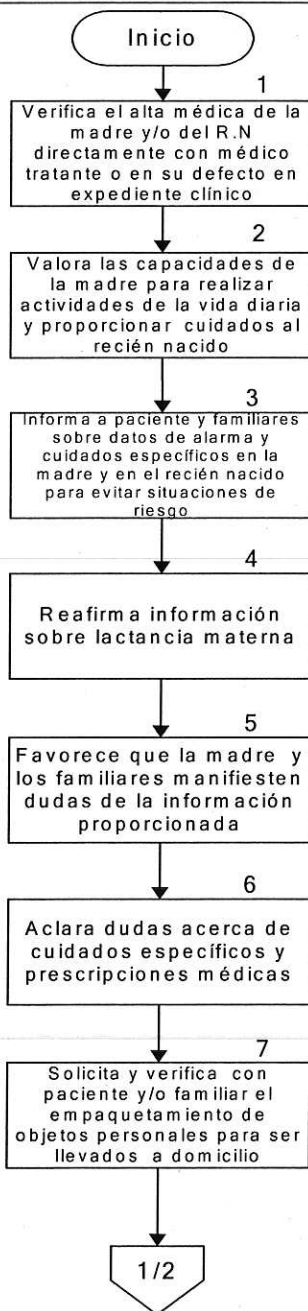 Inicio
1
Verifica el alta médica de la
madre y/o del R.N
directamente con médico
tratante o en su defecto en
expediente clínico
2
Valora las capacidades de
la madre para realizar
actividades de la vida diaria
y proporcionar cuidados al
recién nacido
3
Informa a paciente y familiares
sobre datos de alarma y
cuidados específicos en la
madre y en el recién nacido
para evitar situaciones de
riesgo
4
Reafirma información
sobre lactancia materna
5
Favorece que la madre y
los familiares manifiesten
dudas de la información
proporcionada
6
Aclara dudas acerca de
cuidados específicos y
prescripciones médicas
7
Solicita y verifica con
paciente y/o familiar el
empaquetamiento de
objetos personales para ser
llevados a domicilio
1/2